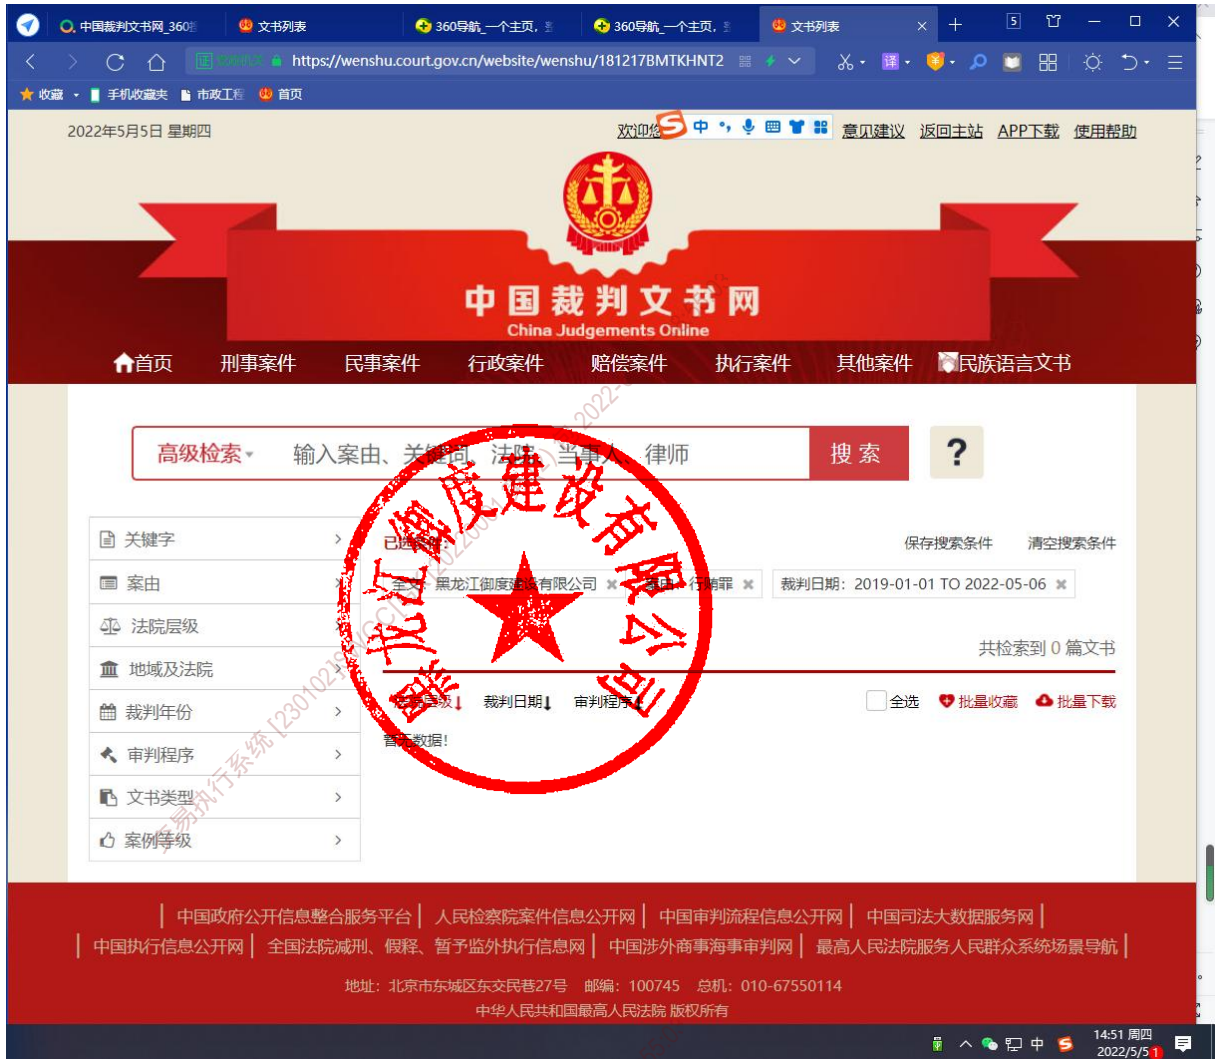 中国裁判文书网_360搜
文书列表
360导航_一个主页，
360导航_一个主页，
文书列表
5
https://wenshu.court.gov.cn/website/wenshu/181217BMTKHNT2
译
收藏
手机收藏夹
市政工程
首页
2022年5月5日 星期四
欢迎您
中
意见建议
返回主站
APP下载
使用帮助
中国裁判文书网
China Judgements Online
首页
刑事案件
民事案件
行政案件
赔偿案件
执行案件
其他案件
民族语言文书
高级检索
输入案由、关键词、法院、当事人、律师
搜索
?
关键字
案由
法院层级
地域及法院
裁判年份
审判程序
文书类型
案例等级
已选条件:
保存搜索条件
清空搜索条件
全文：黑龙江御度建设有限公司
案由：行贿罪
裁判日期：2019-01-01 TO 2022-05-06
共检索到 0 篇文书
法院层级
裁判日期
审判程序
全选
批量收藏
批量下载
暂无数据!
黑龙江御度建设有限公司
中国政府公开信息整合服务平台
人民检察院案件信息公开网
中国审判流程信息公开网
中国司法大数据服务网
中国执行信息公开网
全国法院减刑、假释、暂予监外执行信息网
中国涉外商事海事审判网
最高人民法院服务人民群众系统场景导航
地址：北京市东城区东交民巷27号
邮编：100745
总机：010-67550114
中华人民共和国最高人民法院 版权所有
中
14:51 周四
2022/5/5
1